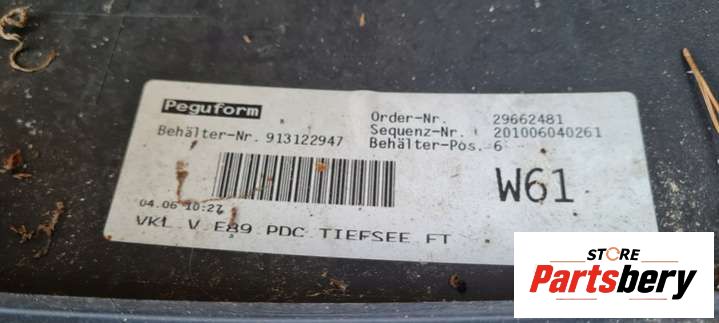 Peguform
Order-Nr. 29662481
Behälter-Nr. 913122947
Sequenz-Nr. 201006040261
Behälter-Pos. 6
W61
04.06 10:27
VKL V E89 PDC TIEFSEE FT
STORE
Partsbery